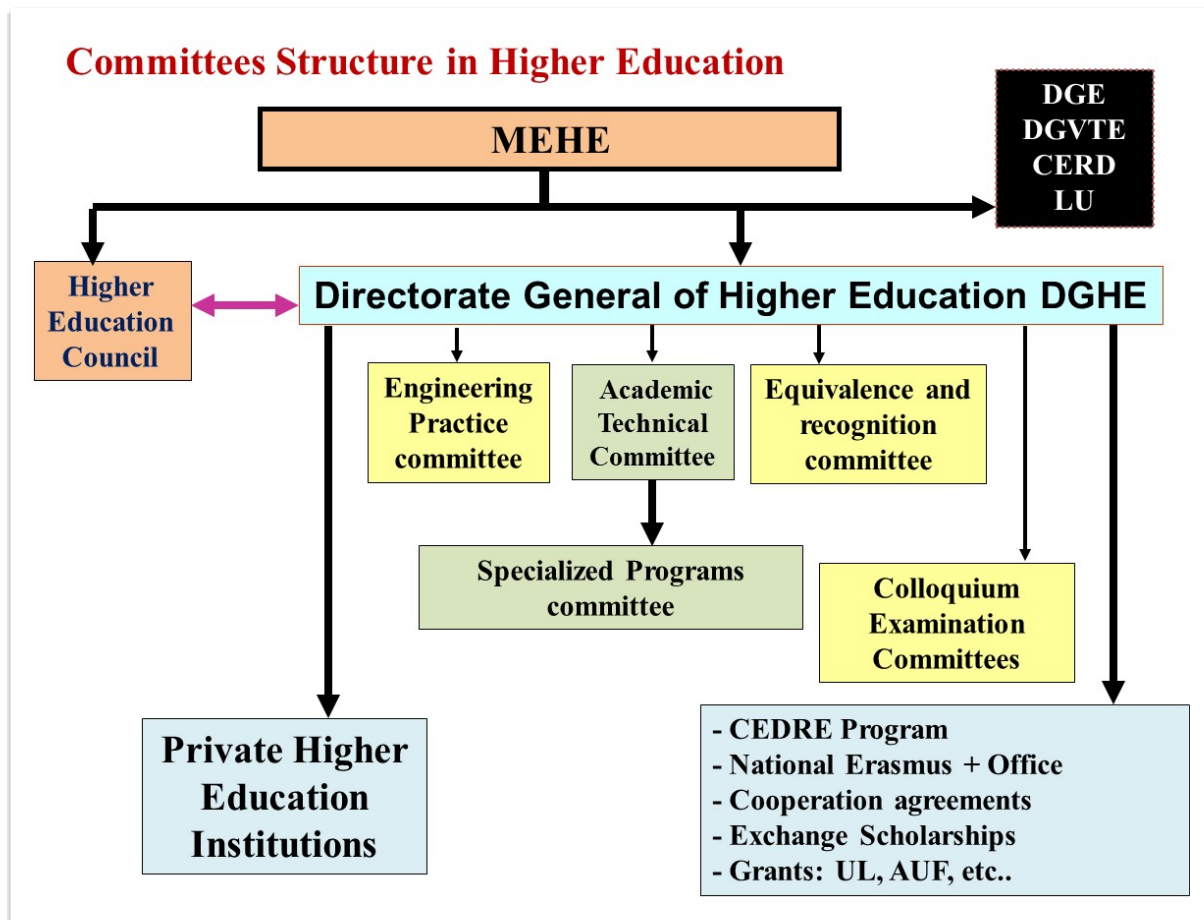 Committees Structure in Higher Education
MEHE
DGE
DGVTE
CERD
LU
Higher
Education
Council
Directorate General of Higher Education DGHE
Engineering
Practice
committee
Academic
Technical
Committee
Equivalence and
recognition
committee
Specialized Programs
committee
Colloquium
Examination
Committees
Private Higher
Education
Institutions
- CEDRE Program
- National Erasmus + Office
- Cooperation agreements
- Exchange Scholarships
- Grants: UL, AUF, etc..